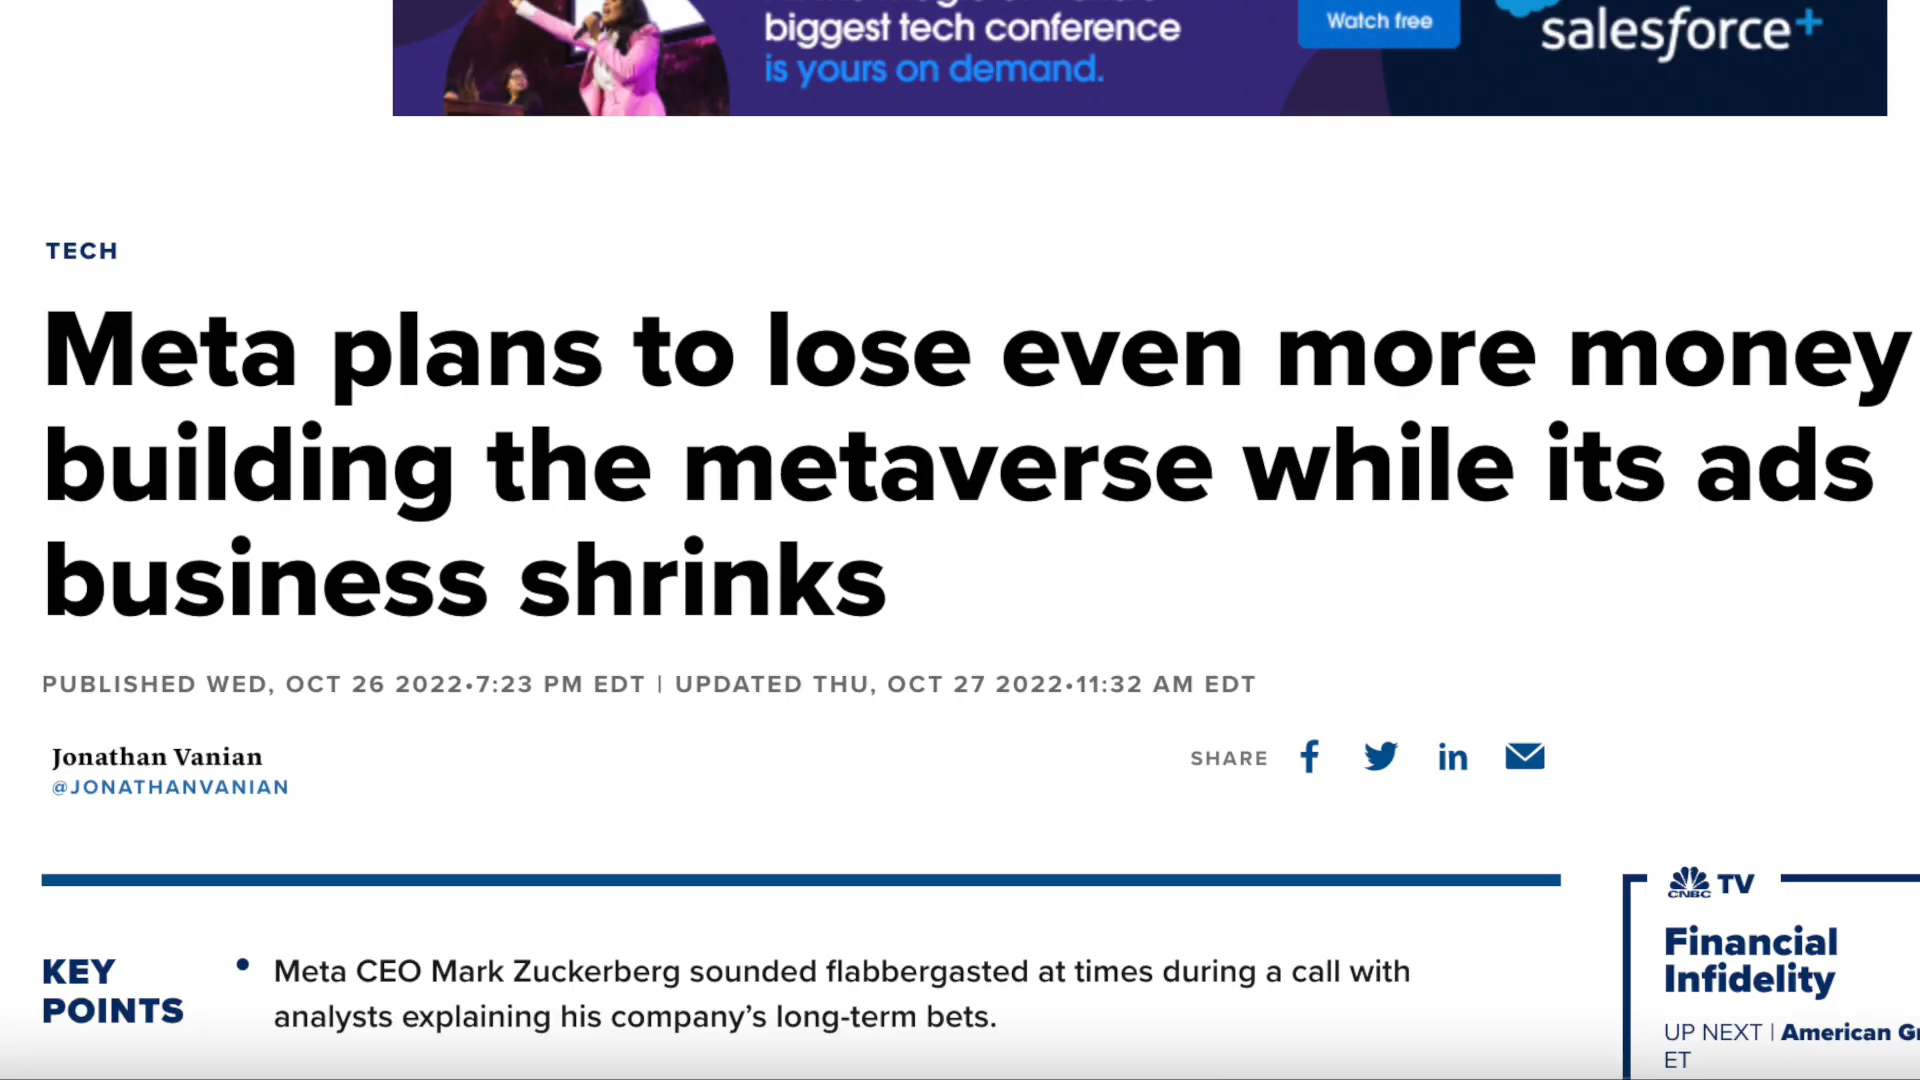 biggest tech conference
is yours on demand.
Watch free
salesforce+
TECH
Meta plans to lose even more money
building the metaverse while its ads
business shrinks
PUBLISHED WED, OCT 26 2022•7:23 PM EDT | UPDATED THU, OCT 27 2022•11:32 AM EDT
Jonathan Vanian
@JONATHANVANIAN
SHARE
KEY
POINTS
• Meta CEO Mark Zuckerberg sounded flabbergasted at times during a call with
analysts explaining his company’s long-term bets.
CNBC TV
Financial
Infidelity
UP NEXT | American
ET